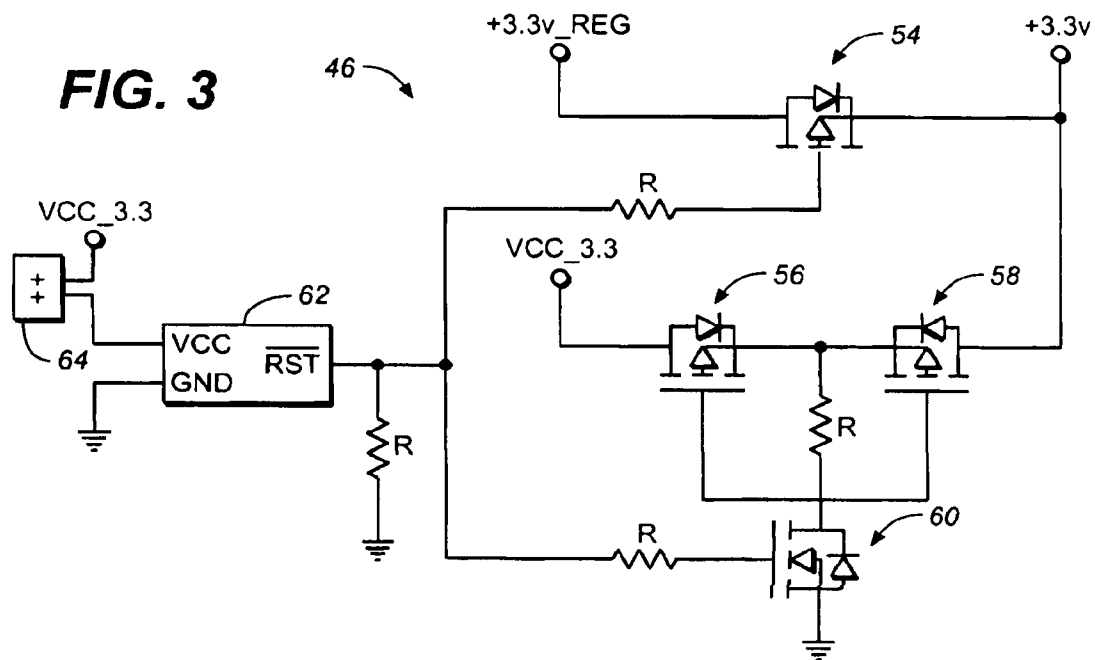 +3.3v_REG
54
+3.3v
FIG. 3
46
R
VCC_3.3
VCC_3.3
56
58
62
++
64
VCC
RST
GND
R
R
60
R